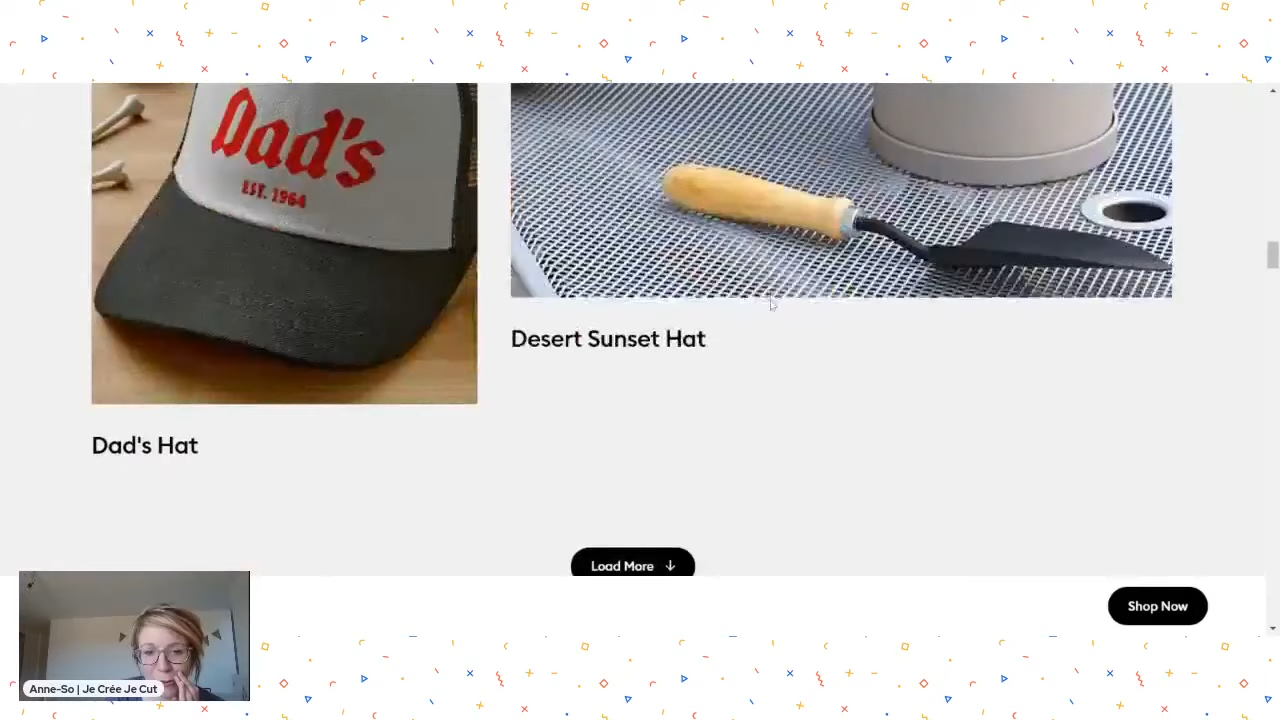 Dad's
EST. 1964
Desert Sunset Hat
Dad's Hat
Load More
Shop Now
Anne-So | Je Crée Je Cut